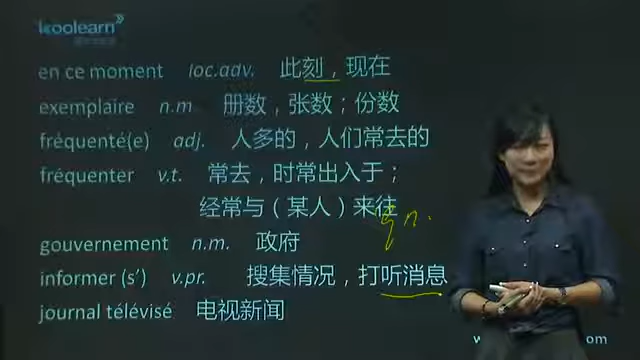 koolearn
en ce moment loc.adv. 此刻，现在
exemplaire n.m 册数，张数；份数
fréquenté(e) adj. 人多的，人们常去的
fréquenter v.t. 常去，时常出入于；
经常与（某人）来往
qn.
gouvernement n.m. 政府
informer (s') v.pr. 搜集情况，打听消息
journal télévisé 电视新闻